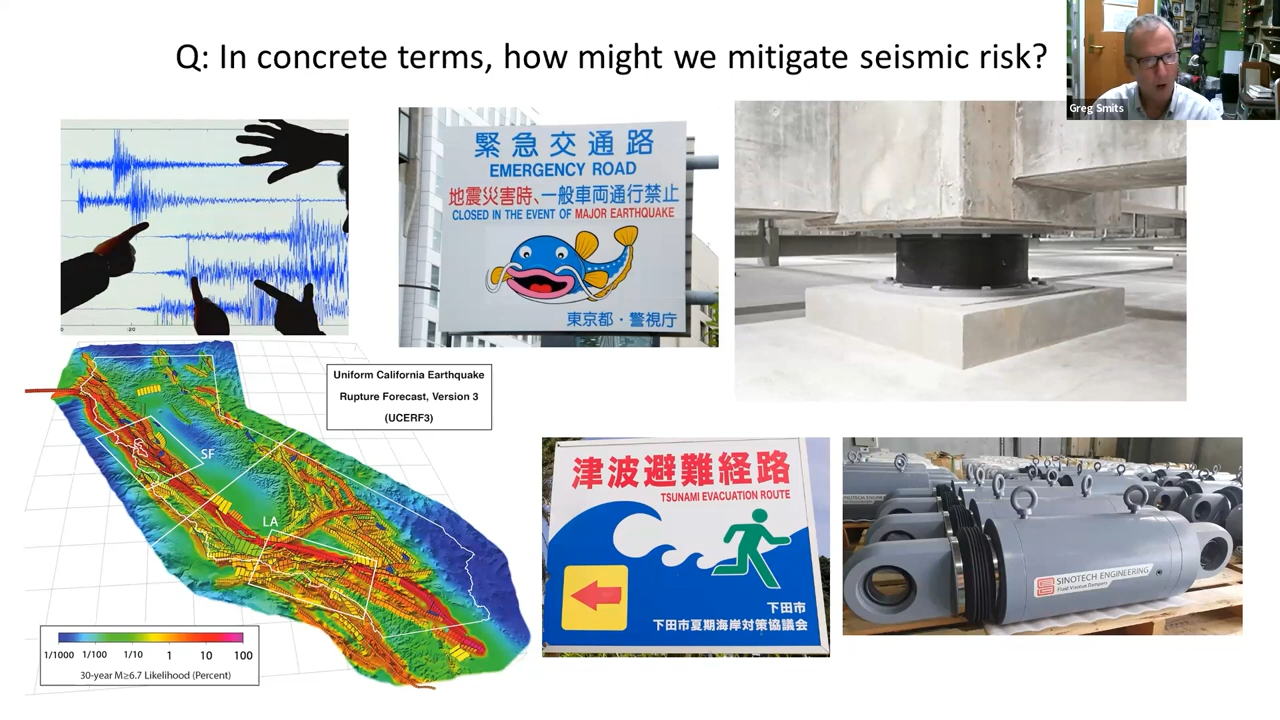 Q: In concrete terms, how might we mitigate seismic risk?
Greg Smits
0
20
緊急交通路
EMERGENCY ROAD
地震災害時、一般車両通行禁止
CLOSED IN THE EVENT OF MAJOR EARTHQUAKE
東京都・警視庁
Uniform California Earthquake
Rupture Forecast, Version 3
(UCERF3)
SF
LA
1/1000 1/100 1/10 1 10 100
30-year M≥6.7 Likelihood (Percent)
津波避難経路
TSUNAMI EVACUATION ROUTE
下田市
下田市夏期海岸対策協議会
SINOTECH ENGINEERING
Fluid Viscous Dampers